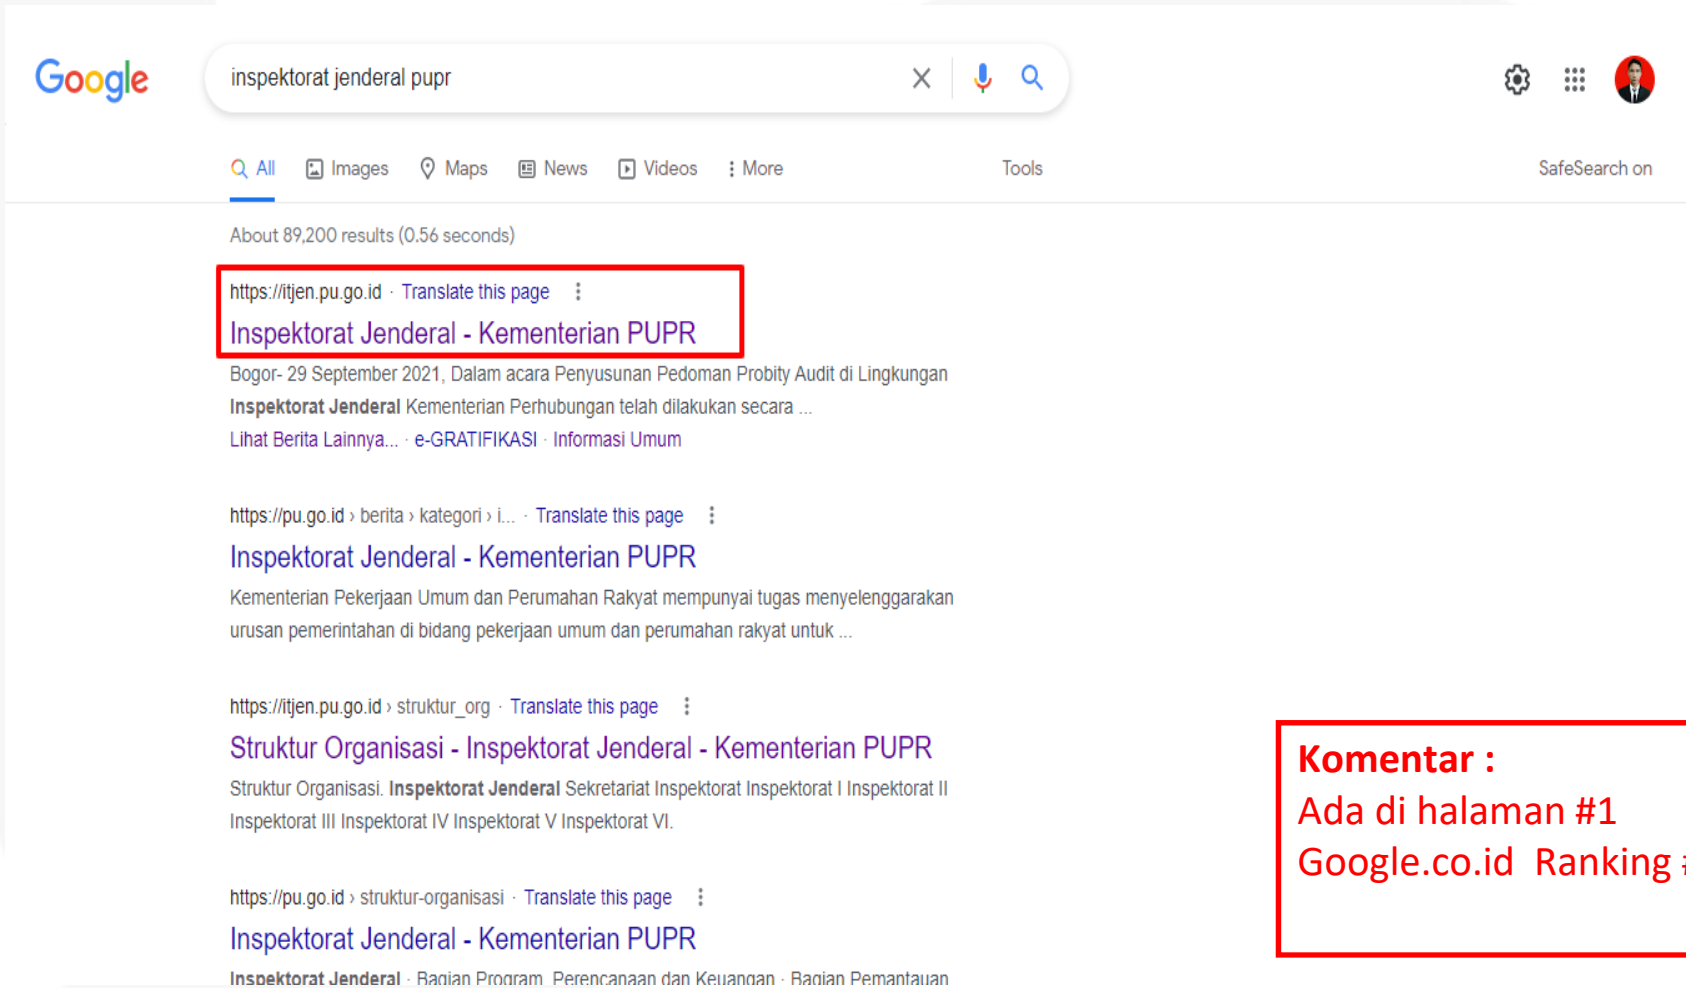 Google
inspektorat jenderal pupr
All Images Maps News Videos More Tools SafeSearch on
About 89,200 results (0.56 seconds)
https://itjen.pu.go.id · Translate this page
Inspektorat Jenderal - Kementerian PUPR
Bogor- 29 September 2021, Dalam acara Penyusunan Pedoman Probity Audit di Lingkungan
Inspektorat Jenderal Kementerian Perhubungan telah dilakukan secara ...
Lihat Berita Lainnya... · e-GRATIFIKASI · Informasi Umum
https://pu.go.id › berita › kategori › i... · Translate this page
Inspektorat Jenderal - Kementerian PUPR
Kementerian Pekerjaan Umum dan Perumahan Rakyat mempunyai tugas menyelenggarakan
urusan pemerintahan di bidang pekerjaan umum dan perumahan rakyat untuk ...
https://itjen.pu.go.id › struktur_org · Translate this page
Struktur Organisasi - Inspektorat Jenderal - Kementerian PUPR
Struktur Organisasi. Inspektorat Jenderal Sekretariat Inspektorat Inspektorat I Inspektorat II
Inspektorat III Inspektorat IV Inspektorat V Inspektorat VI.
https://pu.go.id › struktur-organisasi · Translate this page
Inspektorat Jenderal - Kementerian PUPR
Inspektorat Jenderal · Bagian Program, Perencanaan dan Keuangan · Bagian Pemantauan
Komentar :
Ada di halaman #1
Google.co.id Ranking